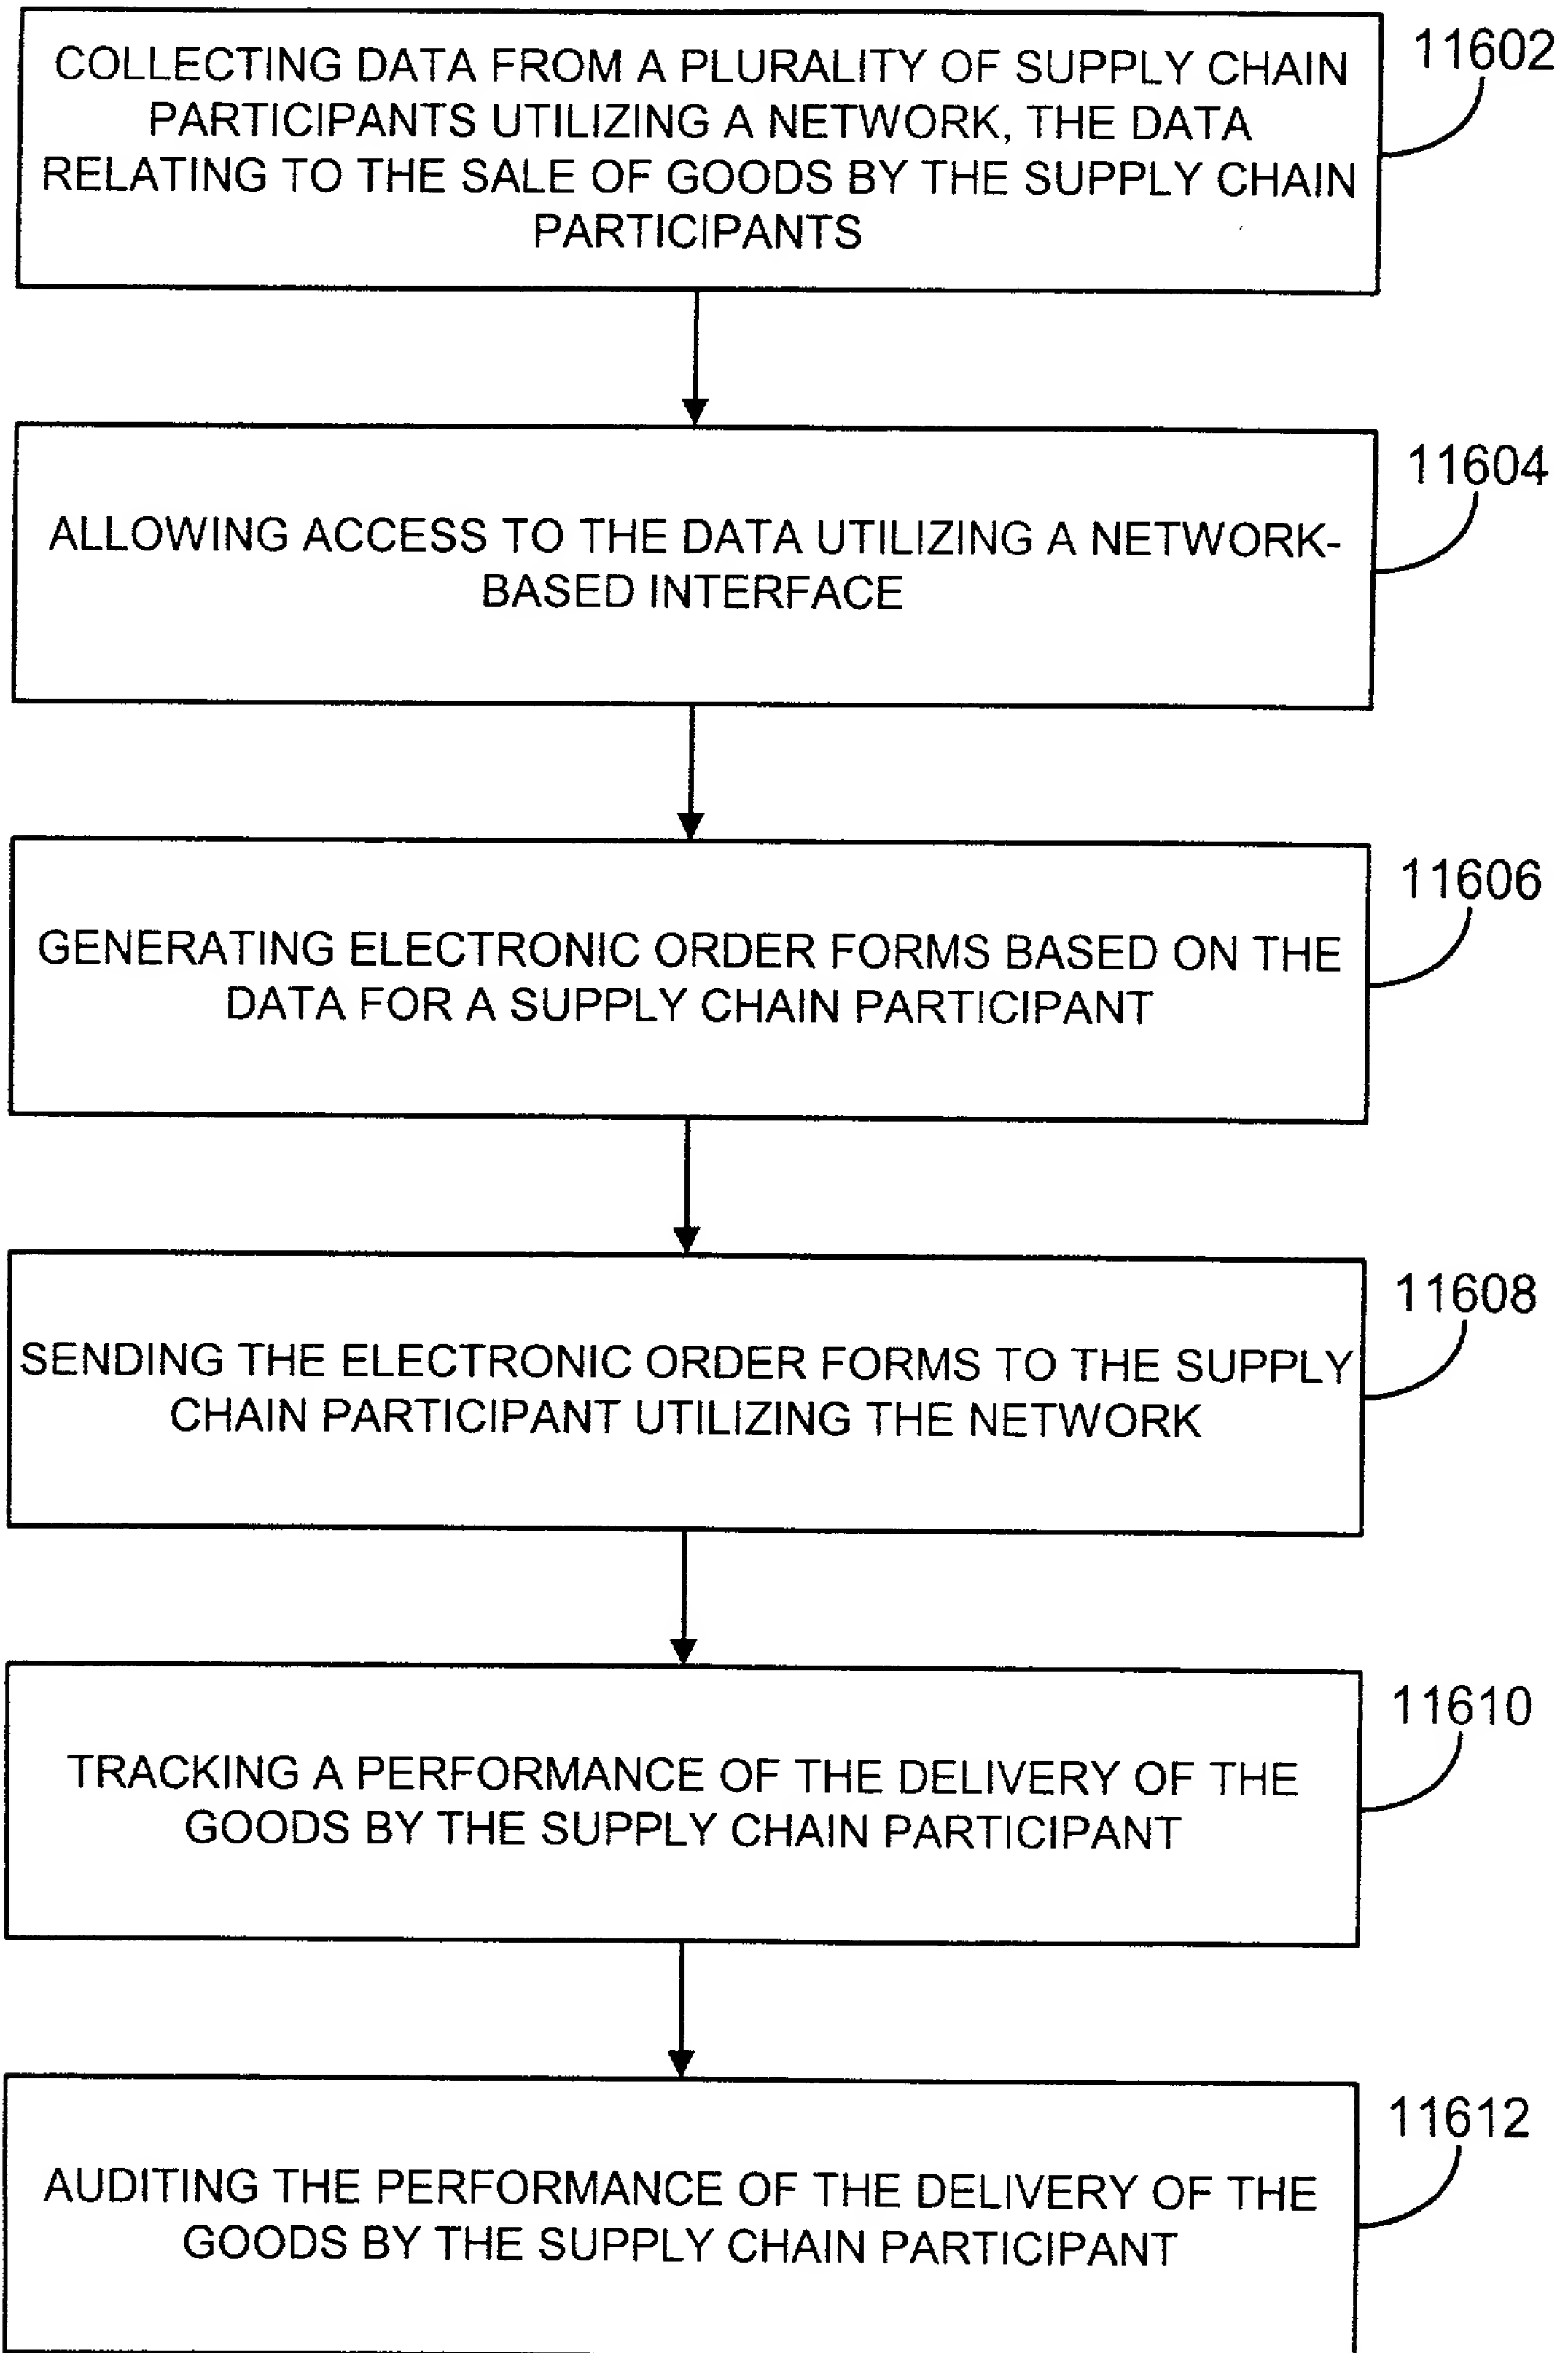 COLLECTING DATA FROM A PLURALITY OF SUPPLY CHAIN
PARTICIPANTS UTILIZING A NETWORK, THE DATA
RELATING TO THE SALE OF GOODS BY THE SUPPLY CHAIN
PARTICIPANTS
11602
ALLOWING ACCESS TO THE DATA UTILIZING A NETWORK-
BASED INTERFACE
11604
GENERATING ELECTRONIC ORDER FORMS BASED ON THE
DATA FOR A SUPPLY CHAIN PARTICIPANT
11606
SENDING THE ELECTRONIC ORDER FORMS TO THE SUPPLY
CHAIN PARTICIPANT UTILIZING THE NETWORK
11608
TRACKING A PERFORMANCE OF THE DELIVERY OF THE
GOODS BY THE SUPPLY CHAIN PARTICIPANT
11610
AUDITING THE PERFORMANCE OF THE DELIVERY OF THE
GOODS BY THE SUPPLY CHAIN PARTICIPANT
11612